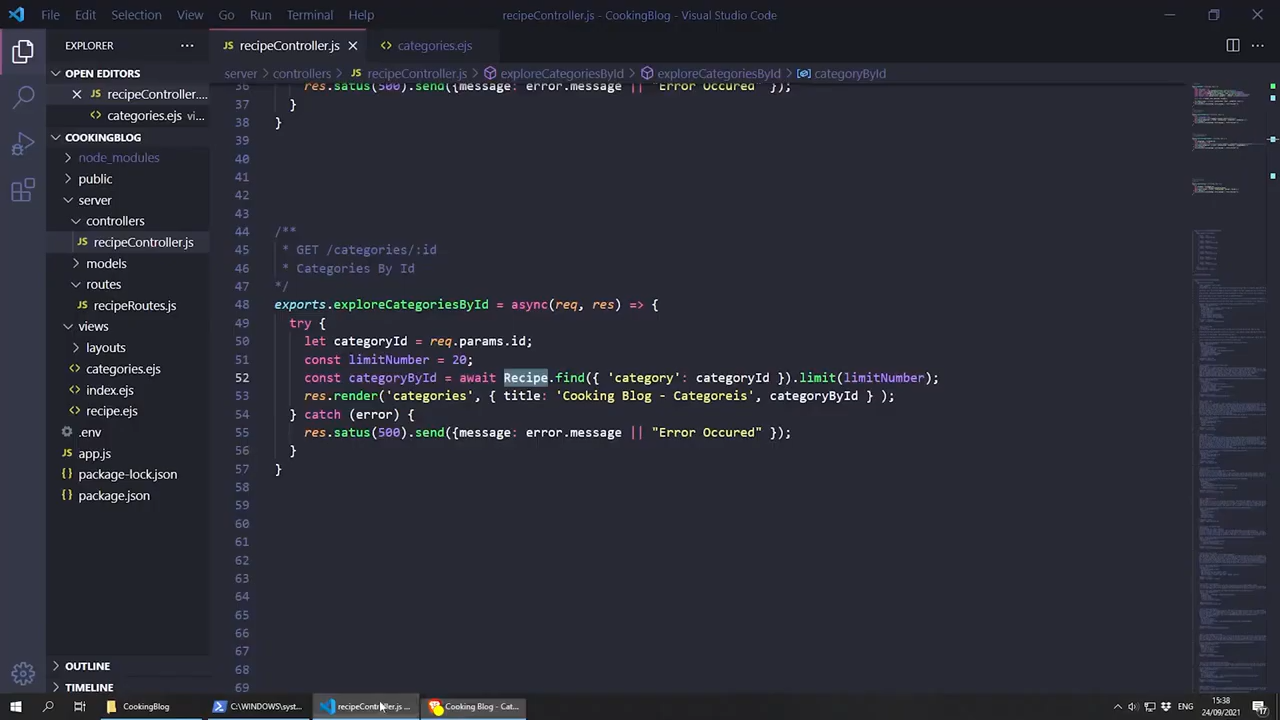 File Edit Selection View Go Run Terminal Help
recipeController.js - CookingBlog - Visual Studio Code
EXPLORER
OPEN EDITORS
recipeController....
categories.ejs vi...
COOKINGBLOG
node_modules
public
server
controllers
recipeController.js
models
routes
recipeRoutes.js
views
layouts
categories.ejs
index.ejs
recipe.ejs
.env
app.js
package-lock.json
package.json
OUTLINE
TIMELINE
JS recipeController.js
<> categories.ejs
server > controllers > JS recipeController.js > exploreCategoriesById > exploreCategoriesById > categoryById
36 res.satus(500).send({message: error.message || "Error Occured" });
37 }
38 }
39
40
41
42
43
44 /**
45 * GET /categories/:id
46 * Categories By Id
47 */
48 exports.exploreCategoriesById = async(req, res) => {
49 try {
50 let categoryId = req.params.id;
51 const limitNumber = 20;
52 const categoryById = await recipe.find({ 'category': categoryId }).limit(limitNumber);
53 res.render('categories', { title: 'Cooking Blog - Categoreis', categoryById } );
54 } catch (error) {
55 res.satus(500).send({message: error.message || "Error Occured" });
56 }
57 }
58
59
60
61
62
63
64
65
66
67
68
69
CookingBlog
C:\WINDOWS\syst...
Controller.js ...
Cooking Blog - Goo...
ENG
15:38
24/09/2021
17